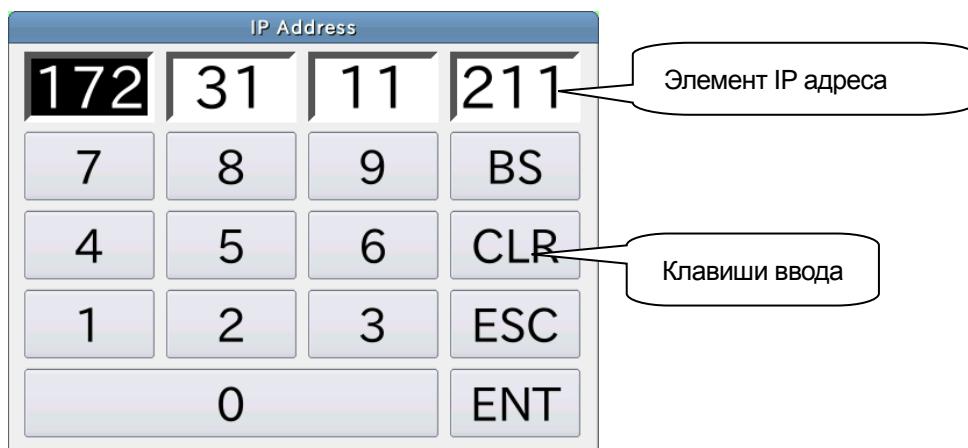 IP Address
172 31 11 211
Элемент IP адреса
7 8 9 BS
4 5 6 CLR
Клавиши ввода
1 2 3 ESC
0 ENT